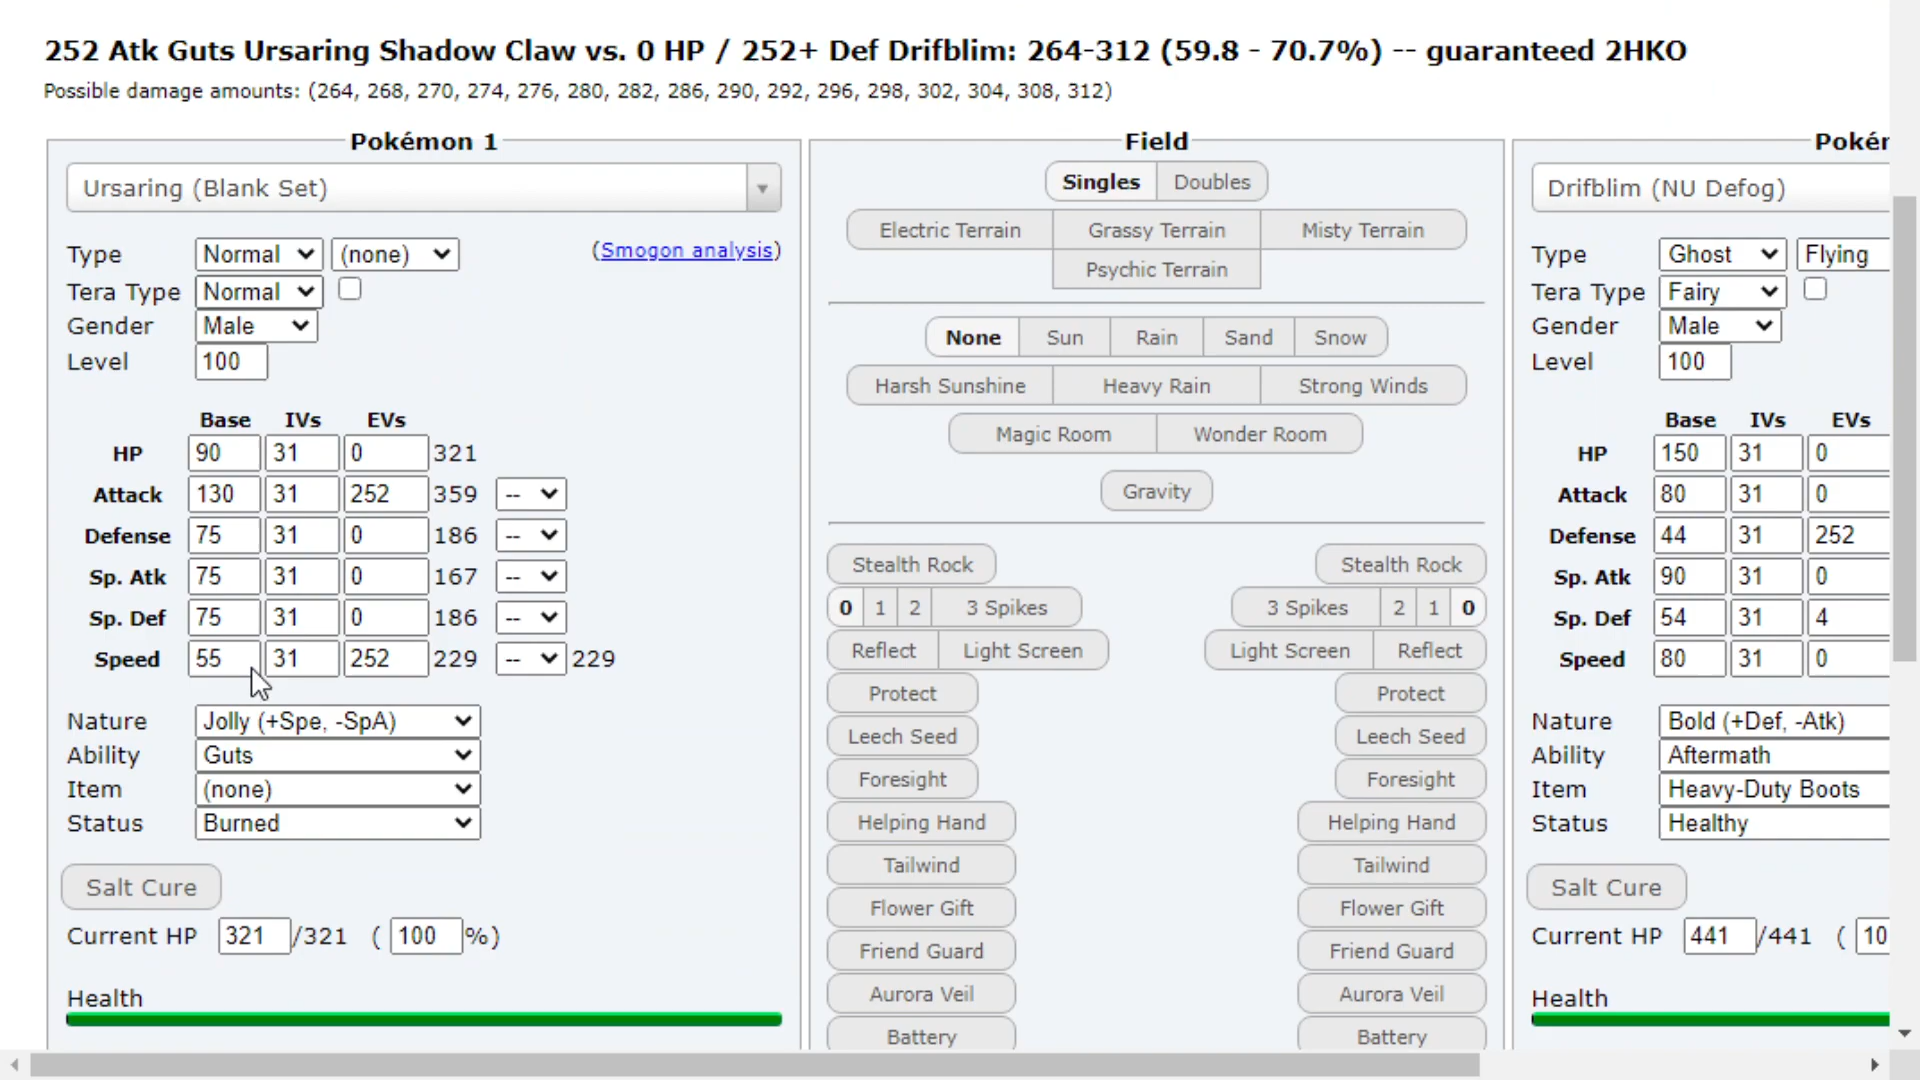 252 Atk Guts Ursaring Shadow Claw vs. 0 HP / 252+ Def Drifblim: 264-312 (59.8 - 70.7%) -- guaranteed 2HKO
Possible damage amounts: (264, 268, 270, 274, 276, 280, 282, 286, 290, 292, 296, 298, 302, 304, 308, 312)
Pokémon 1
Ursaring (Blank Set)
Type Normal (none) (Smogon analysis)
Tera Type Normal
Gender Male
Level 100
Base IVs EVs
HP 90 31 0 321
Attack 130 31 252 359 --
Defense 75 31 0 186 --
Sp. Atk 75 31 0 167 --
Sp. Def 75 31 0 186 --
Speed 55 31 252 229 -- 229
Nature Jolly (+Spe, -SpA)
Ability Guts
Item (none)
Status Burned
Salt Cure
Current HP 321 /321 ( 100 %)
Health
Field
Singles Doubles
Electric Terrain Grassy Terrain Misty Terrain
Psychic Terrain
None Sun Rain Sand Snow
Harsh Sunshine Heavy Rain Strong Winds
Magic Room Wonder Room
Gravity
Stealth Rock Stealth Rock
0 1 2 3 Spikes 3 Spikes 2 1 0
Reflect Light Screen Light Screen Reflect
Protect Protect
Leech Seed Leech Seed
Foresight Foresight
Helping Hand Helping Hand
Tailwind Tailwind
Flower Gift Flower Gift
Friend Guard Friend Guard
Aurora Veil Aurora Veil
Battery Battery
Pokér
Drifblim (NU Defog)
Type Ghost Flying
Tera Type Fairy
Gender Male
Level 100
Base IVs EVs
HP 150 31 0
Attack 80 31 0
Defense 44 31 252
Sp. Atk 90 31 0
Sp. Def 54 31 4
Speed 80 31 0
Nature Bold (+Def, -Atk)
Ability Aftermath
Item Heavy-Duty Boots
Status Healthy
Salt Cure
Current HP 441 /441 ( 10
Health